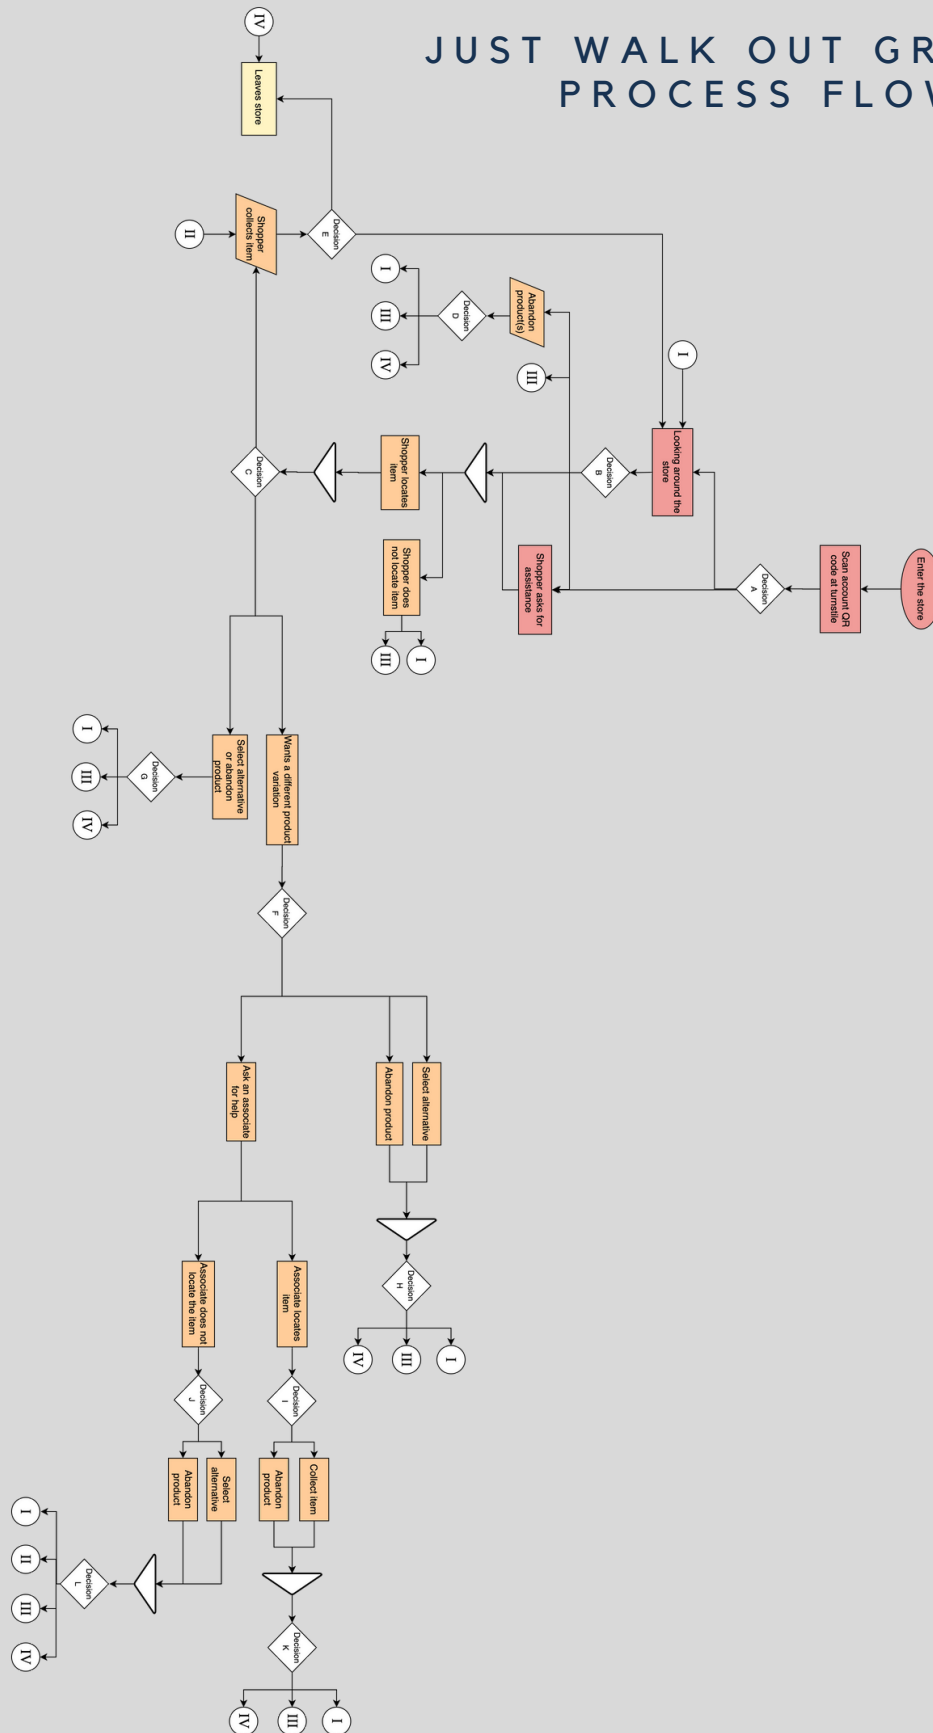 JUST WALK OUT GR
PROCESS FLOW
IV
Leaves store
Decision
E
Shopper
collects item
II
I
III
IV
Decision
D
Abandon
product(s)
III
I
Looking around the
store
Enter the store
Scan account QR
code at turnstile
Decision
A
Decision
B
Shopper asks for
assistance
Shopper locates
item
Shopper does
not locate item
I
III
Decision
C
Wants a different product
variation
Select alternative
or abandon
product
Decision
G
I
III
IV
Decision
F
Select alternative
Abandon product
Ask an associate
for help
Decision
H
I
III
IV
Associate locates
item
Associate does not
locate the item
Decision
I
Decision
J
Collect item
Abandon
product
Select
alternative
Abandon
product
Decision
K
I
III
IV
Decision
L
I
II
III
IV